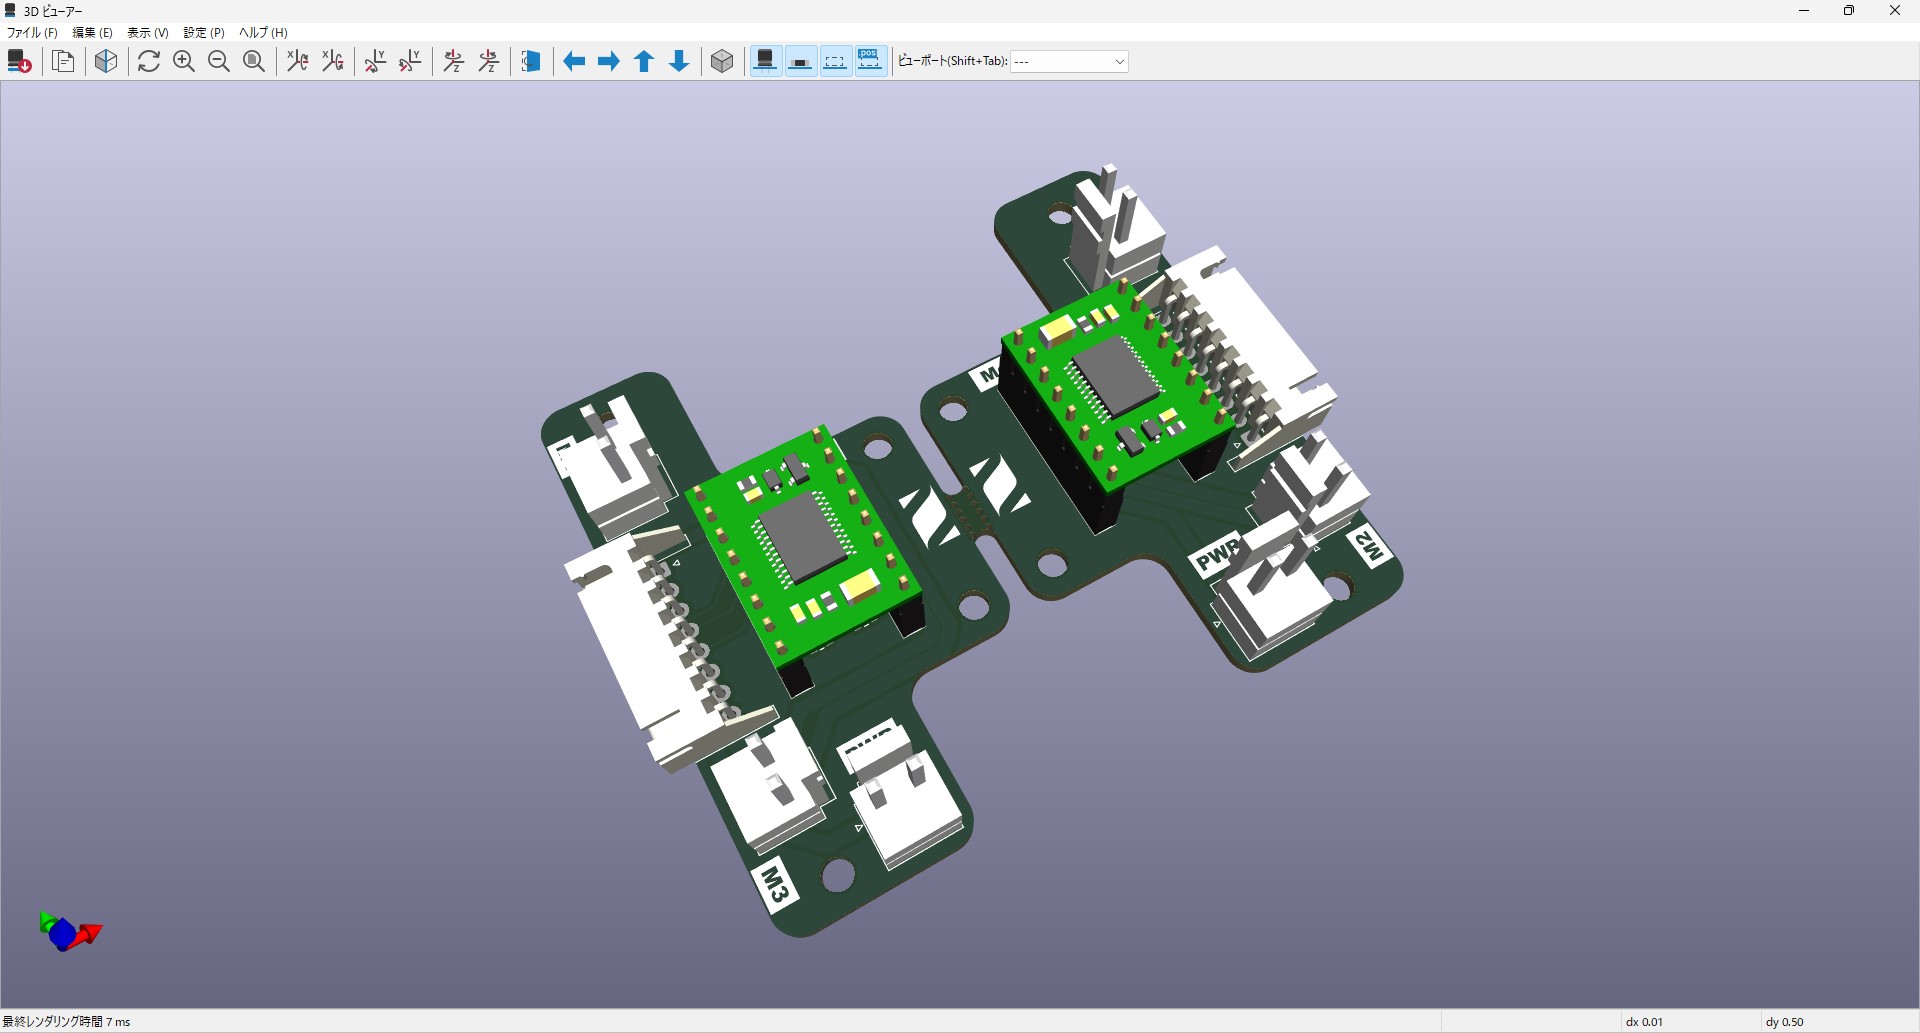 3D ビューアー
ファイル (F) 編集 (E) 表示 (V) 設定 (P) ヘルプ (H)
ビューポート(Shift+Tab): ---
PWR
M2
M3
最終レンダリング時間 7 ms
dx 0.01
dy 0.50